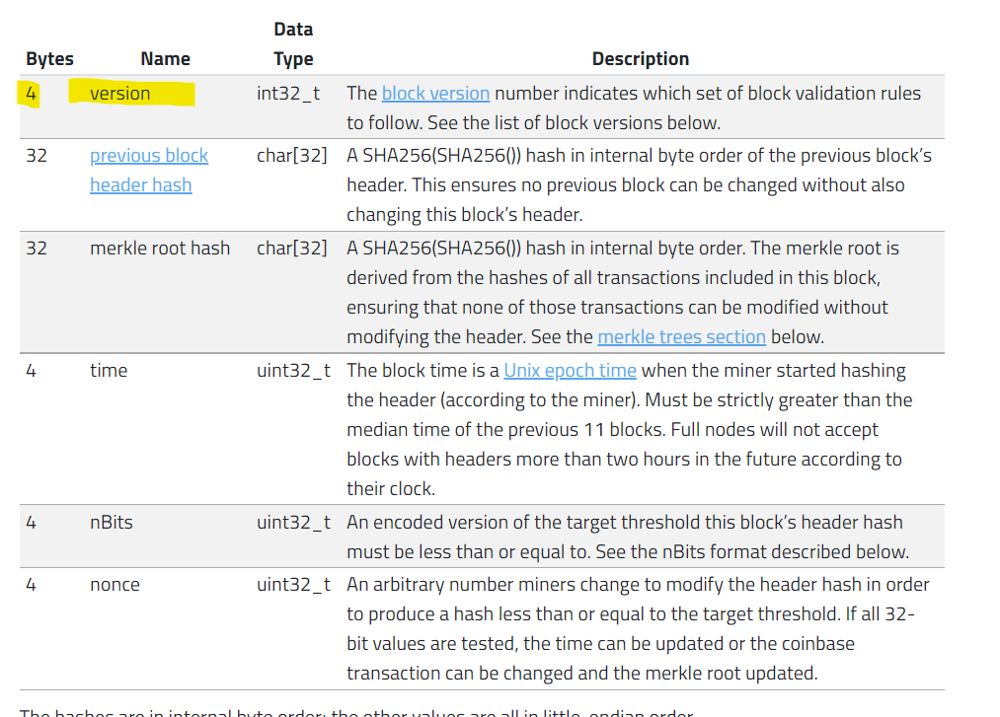 Data
Bytes Name Type Description
4 version int32_t The block version number indicates which set of block validation rules
to follow. See the list of block versions below.
32 previous block char[32] A SHA256(SHA256()) hash in internal byte order of the previous block’s
header hash header. This ensures no previous block can be changed without also
changing this block’s header.
32 merkle root hash char[32] A SHA256(SHA256()) hash in internal byte order. The merkle root is
derived from the hashes of all transactions included in this block,
ensuring that none of those transactions can be modified without
modifying the header. See the merkle trees section below.
4 time uint32_t The block time is a Unix epoch time when the miner started hashing
the header (according to the miner). Must be strictly greater than the
median time of the previous 11 blocks. Full nodes will not accept
blocks with headers more than two hours in the future according to
their clock.
4 nBits uint32_t An encoded version of the target threshold this block’s header hash
must be less than or equal to. See the nBits format described below.
4 nonce uint32_t An arbitrary number miners change to modify the header hash in order
to produce a hash less than or equal to the target threshold. If all 32-
bit values are tested, the time can be updated or the coinbase
transaction can be changed and the merkle root updated.
The hashes are in internal byte order; the other values are all in little-endian order.